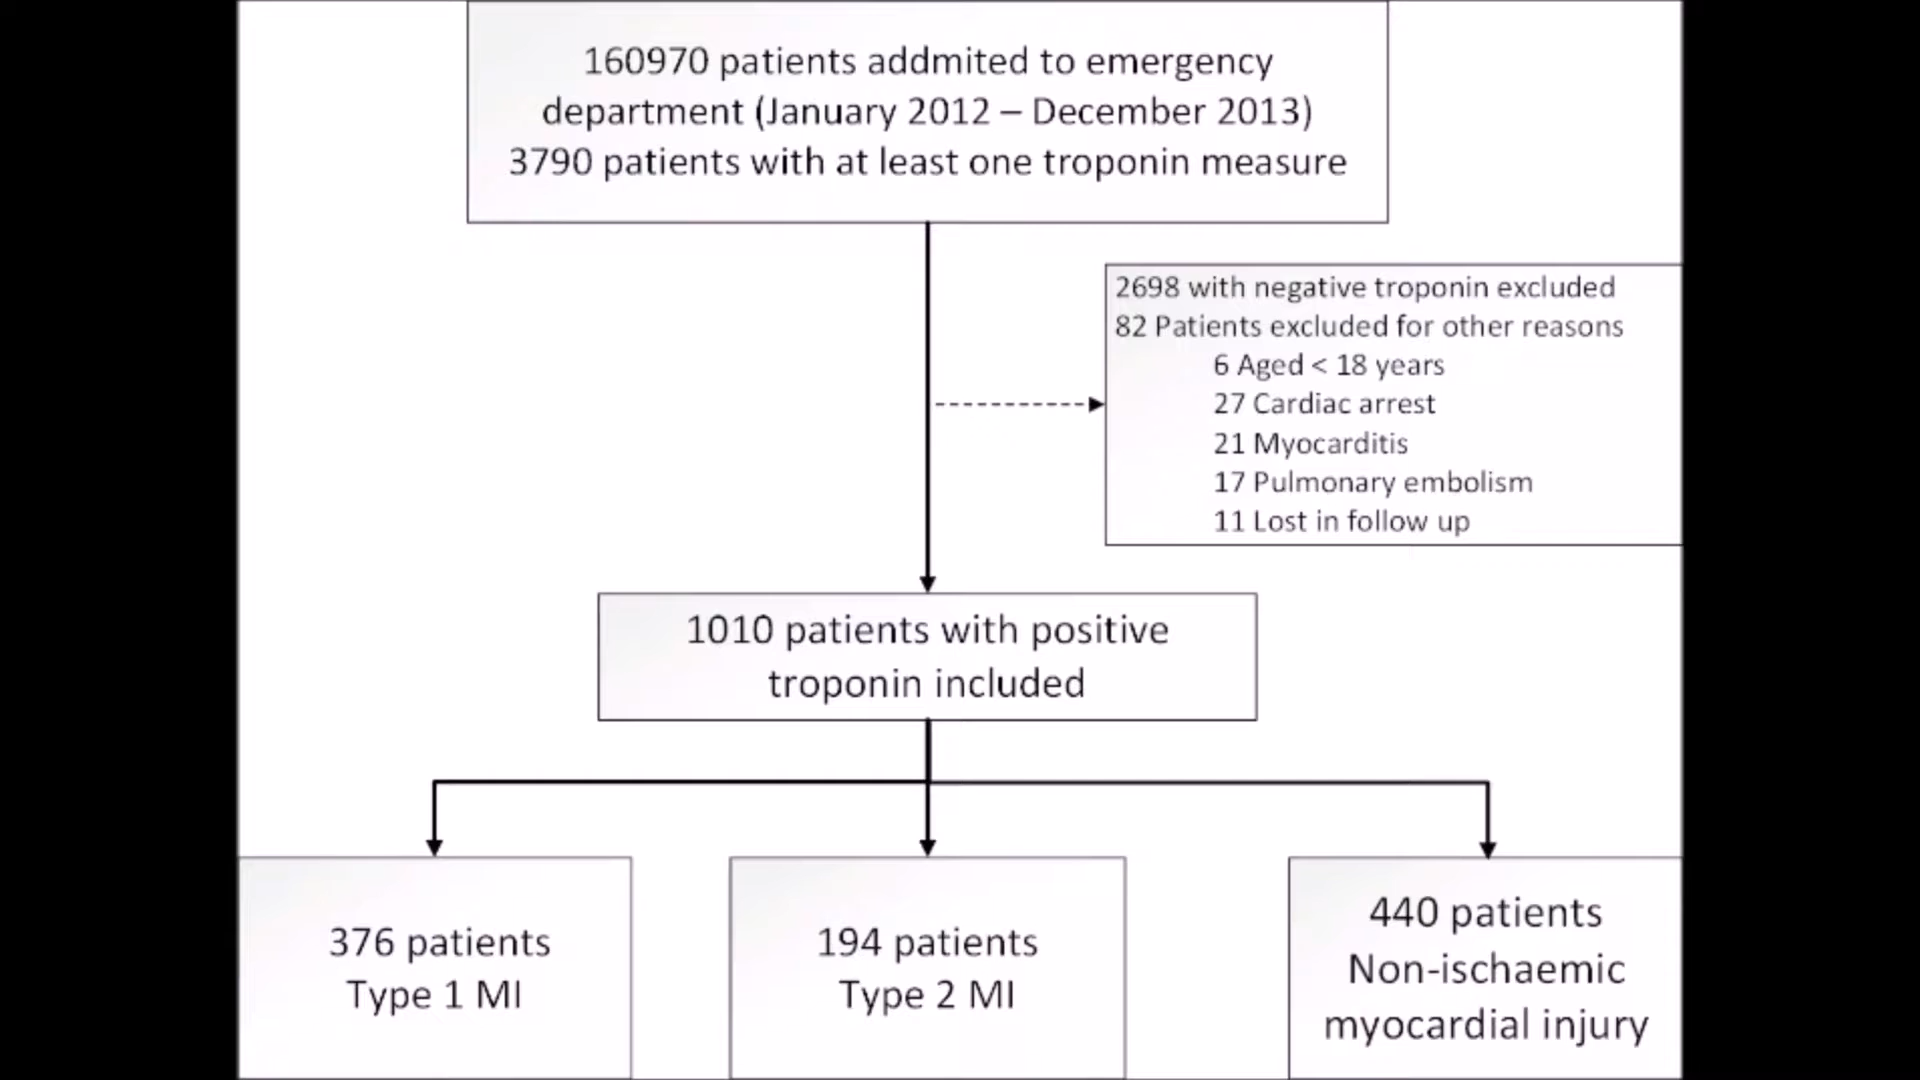 160970 patients addmited to emergency
department (January 2012 – December 2013)
3790 patients with at least one troponin measure
2698 with negative troponin excluded
82 Patients excluded for other reasons
6 Aged < 18 years
27 Cardiac arrest
21 Myocarditis
17 Pulmonary embolism
11 Lost in follow up
1010 patients with positive
troponin included
376 patients
Type 1 MI
194 patients
Type 2 MI
440 patients
Non-ischaemic
myocardial injury